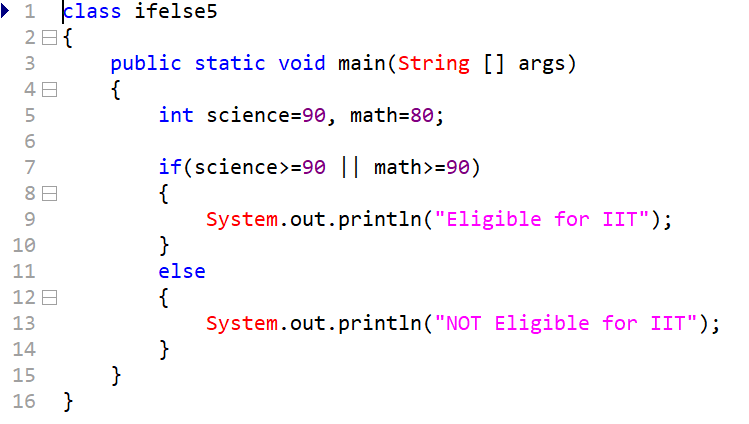 1 class ifelse5
2 {
3 public static void main(String [] args)
4 {
5 int science=90, math=80;
6
7 if(science>=90 || math>=90)
8 {
9 System.out.println("Eligible for IIT");
10 }
11 else
12 {
13 System.out.println("NOT Eligible for IIT");
14 }
15 }
16 }